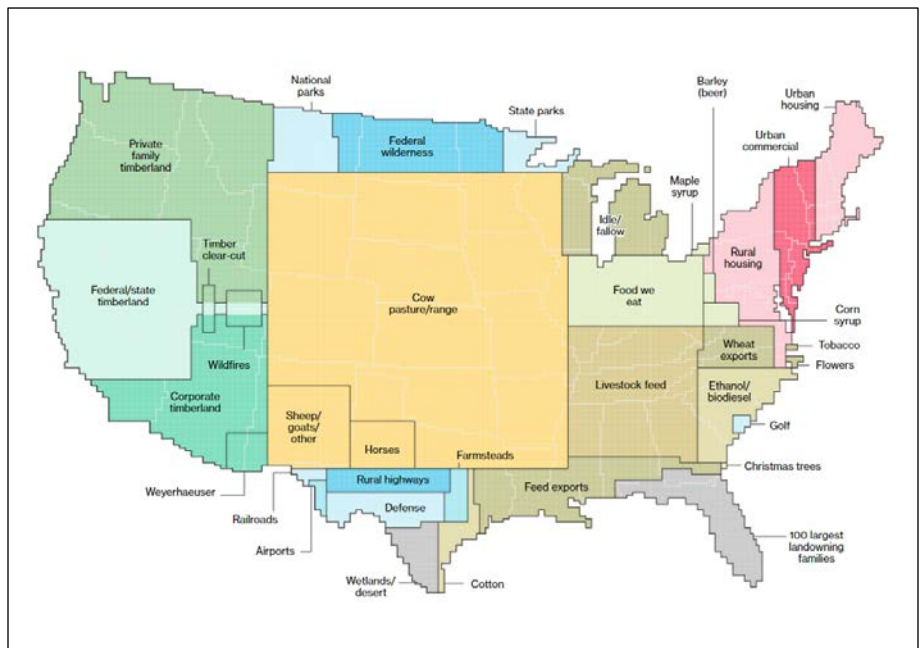 National
parks
Barley
(beer)
Urban
housing
State parks
Urban
commercial
Private
family
timberland
Federal
wilderness
Maple
syrup
Idle/
fallow
Timber
clear-cut
Rural
housing
Federal/state
timberland
Cow
pasture/range
Food we
eat
Corn
syrup
Wildfires
Wheat
exports
Tobacco
Flowers
Corporate
timberland
Livestock feed
Ethanol/
biodiesel
Sheep/
goats/
other
Golf
Horses
Farmsteads
Christmas trees
Weyerhaeuser
Rural highways
Feed exports
Railroads
Defense
Airports
100 largest
landowning
families
Wetlands/
desert
Cotton